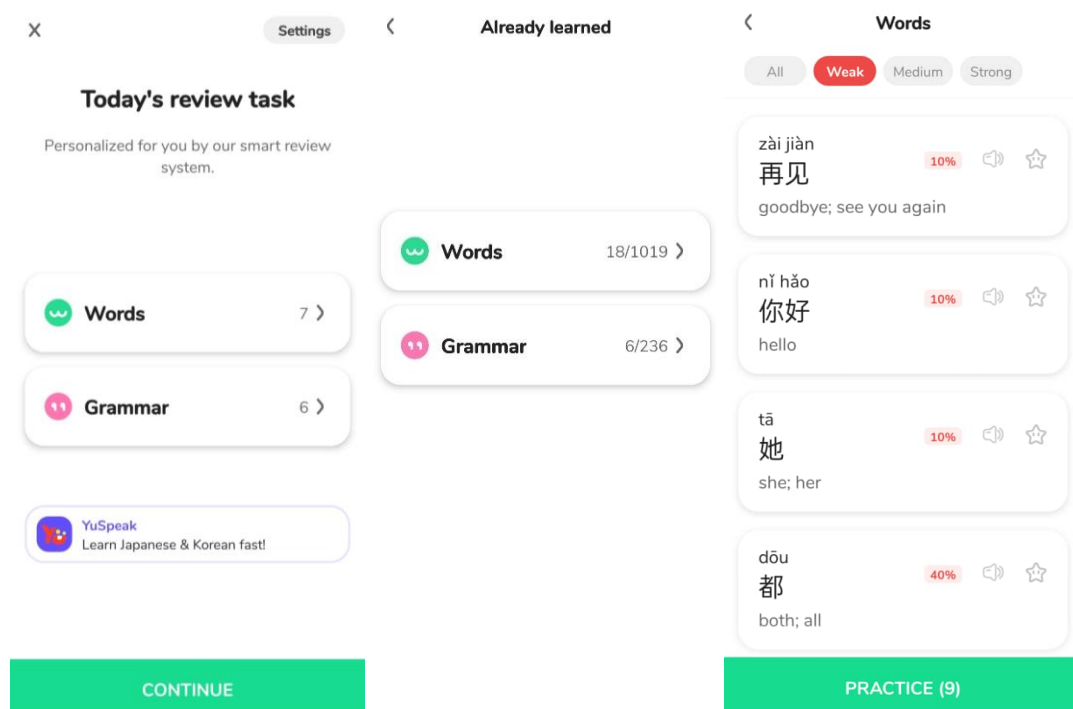 Settings
Today's review task
Personalized for you by our smart review
system.
Words
7
Grammar
6
YuSpeak
Learn Japanese & Korean fast!
CONTINUE
Already learned
Words
18/1019
Grammar
6/236
Words
All
Weak
Medium
Strong
zài jiàn
再见
10%
goodbye; see you again
nǐ hǎo
你好
10%
hello
tā
她
10%
she; her
dōu
都
40%
both; all
PRACTICE (9)